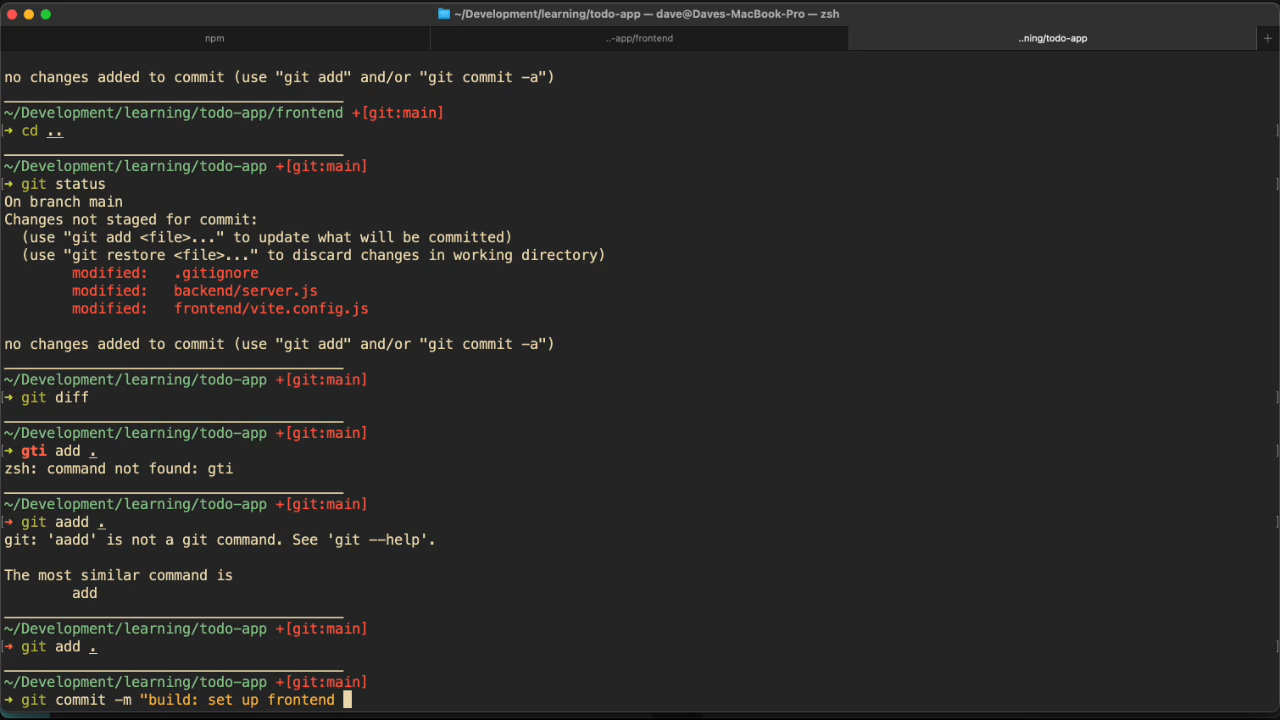 ~/Development/learning/todo-app — dave@Daves-MacBook-Pro — zsh
npm
..-app/frontend
..ning/todo-app
+
no changes added to commit (use "git add" and/or "git commit -a")
~/Development/learning/todo-app/frontend +[git:main]
→ cd ..
~/Development/learning/todo-app +[git:main]
→ git status
On branch main
Changes not staged for commit:
(use "git add <file>..." to update what will be committed)
(use "git restore <file>..." to discard changes in working directory)
modified: .gitignore
modified: backend/server.js
modified: frontend/vite.config.js
no changes added to commit (use "git add" and/or "git commit -a")
~/Development/learning/todo-app +[git:main]
→ git diff
~/Development/learning/todo-app +[git:main]
→ gti add .
zsh: command not found: gti
~/Development/learning/todo-app +[git:main]
→ git aadd .
git: 'aadd' is not a git command. See 'git --help'.
The most similar command is
add
~/Development/learning/todo-app +[git:main]
→ git add .
~/Development/learning/todo-app +[git:main]
→ git commit -m "build: set up frontend